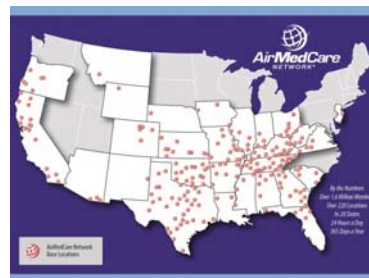 AirMedCare
NETWORK
By the Numbers
Over 1.6 Million Members
Over 220 Locations
In 28 States
24 Hours a Day
365 Days a Year
AirMedCare Network
Base Locations